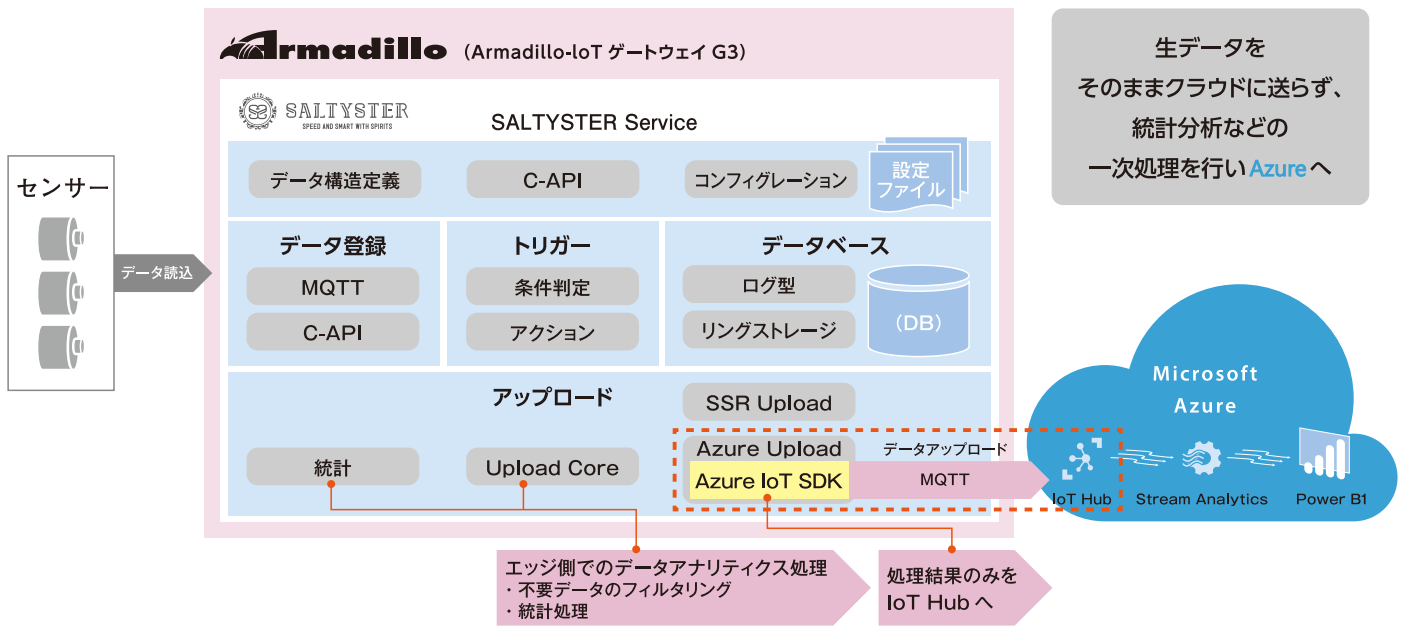 Armadillo（Armadillo-IoT ゲートウェイ G3）
生データを
そのままクラウドに送らず、
統計分析などの
一次処理を行い Azure へ
SALTYSTER
SPEED AND SMART WITH SPIRITS
SALTYSTER Service
センサー
データ読込
データ構造定義
C-API
コンフィグレーション
設定
ファイル
データ登録
MQTT
C-API
トリガー
条件判定
アクション
データベース
ログ型
リングストレージ
（DB）
アップロード
統計
Upload Core
SSR Upload
Azure Upload
Azure IoT SDK
データアップロード
MQTT
Microsoft
Azure
IoT Hub
Stream Analytics
Power B1
エッジ側でのデータアナリティクス処理
・不要データのフィルタリング
・統計処理
処理結果のみを
IoT Hub へ